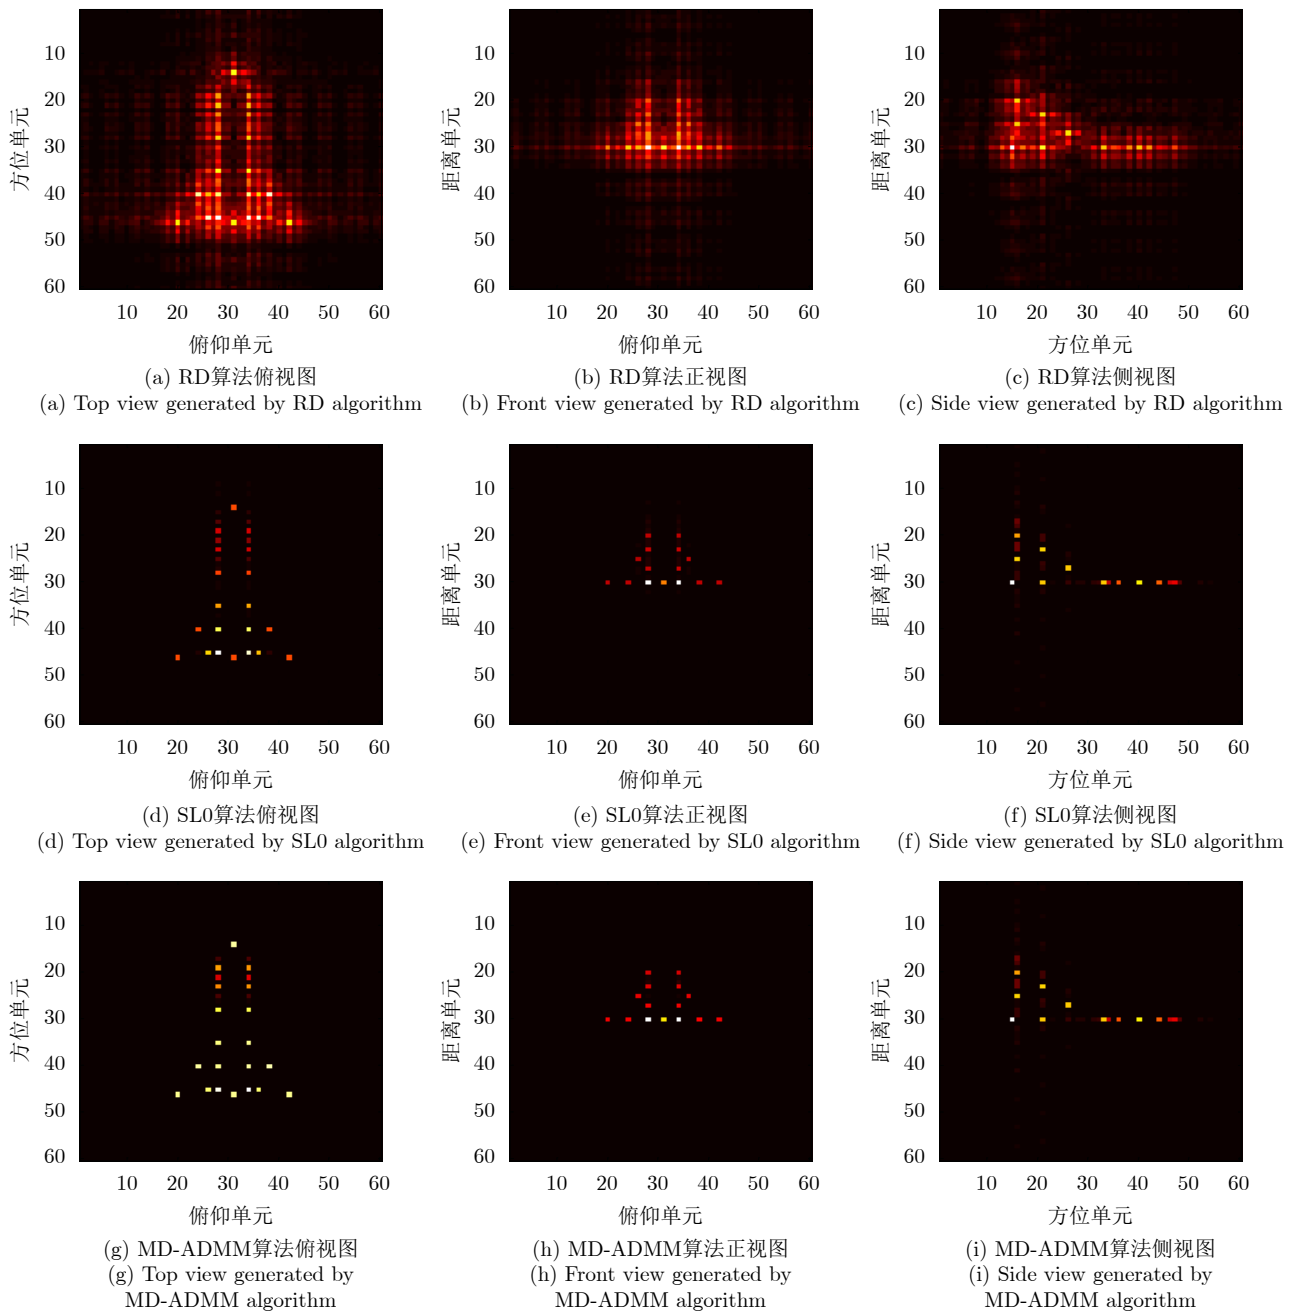 10
20
30
40
50
60
方位单元
10 20 30 40 50 60
俯仰单元
(a) RD算法俯视图
(a) Top view generated by RD algorithm
10
20
30
40
50
60
距离单元
10 20 30 40 50 60
俯仰单元
(b) RD算法正视图
(b) Front view generated by RD algorithm
10
20
30
40
50
60
距离单元
10 20 30 40 50 60
方位单元
(c) RD算法侧视图
(c) Side view generated by RD algorithm
10
20
30
40
50
60
方位单元
10 20 30 40 50 60
俯仰单元
(d) SL0算法俯视图
(d) Top view generated by SL0 algorithm
10
20
30
40
50
60
距离单元
10 20 30 40 50 60
俯仰单元
(e) SL0算法正视图
(e) Front view generated by SL0 algorithm
10
20
30
40
50
60
距离单元
10 20 30 40 50 60
方位单元
(f) SL0算法侧视图
(f) Side view generated by SL0 algorithm
10
20
30
40
50
60
方位单元
10 20 30 40 50 60
俯仰单元
(g) MD-ADMM算法俯视图
(g) Top view generated by
MD-ADMM algorithm
10
20
30
40
50
60
距离单元
10 20 30 40 50 60
俯仰单元
(h) MD-ADMM算法正视图
(h) Front view generated by
MD-ADMM algorithm
10
20
30
40
50
60
距离单元
10 20 30 40 50 60
方位单元
(i) MD-ADMM算法侧视图
(i) Side view generated by
MD-ADMM algorithm